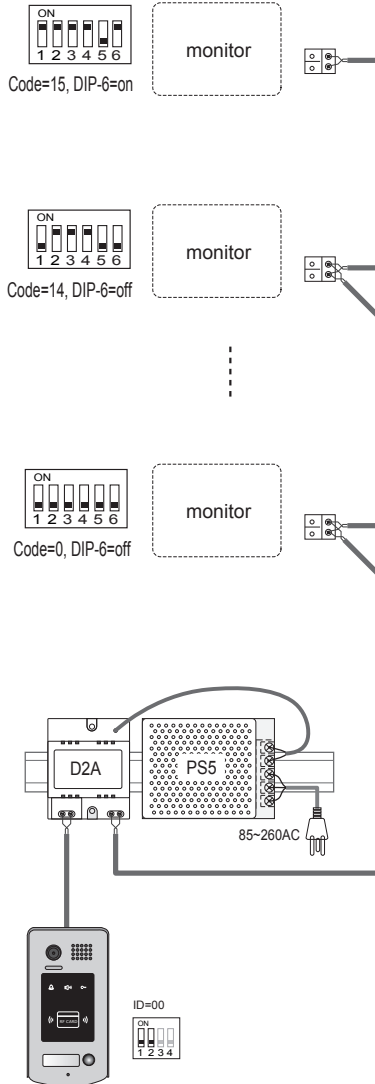 ON
1 2 3 4 5 6
monitor
Code=15, DIP-6=on
ON
1 2 3 4 5 6
monitor
Code=14, DIP-6=off
ON
1 2 3 4 5 6
monitor
Code=0, DIP-6=off
D2A
PS5
85~260AC
RF CARD
ID=00
ON
1 2 3 4